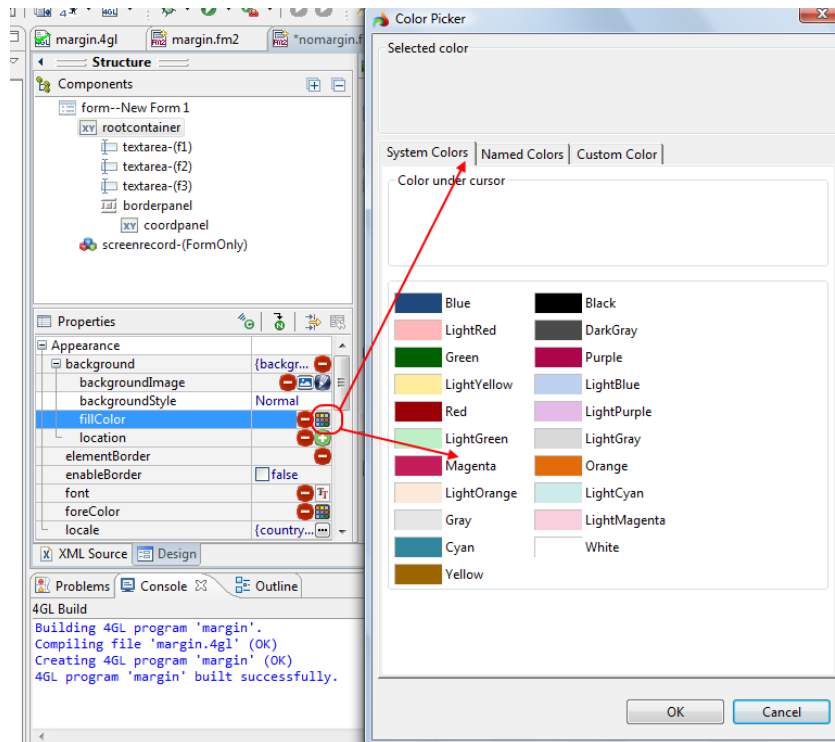 margin.4gl
margin.fm2
*nomargin.f
Structure
Components
form--New Form 1
rootcontainer
textarea-(f1)
textarea-(f2)
textarea-(f3)
borderpanel
coordpanel
screenrecord-(FormOnly)
Properties
Appearance
background {backgr...
backgroundImage
backgroundStyle Normal
fillColor
location
elementBorder
enableBorder false
font
foreColor
locale {country...
XML Source Design
Problems Console Outline
4GL Build
Building 4GL program 'margin'.
Compiling file 'margin.4gl' (OK)
Creating 4GL program 'margin' (OK)
4GL program 'margin' built successfully.
Color Picker
Selected color
System Colors Named Colors Custom Color
Color under cursor
Blue Black
LightRed DarkGray
Green Purple
LightYellow LightBlue
Red LightPurple
LightGreen LightGray
Magenta Orange
LightOrange LightCyan
Gray LightMagenta
Cyan White
Yellow
OK Cancel